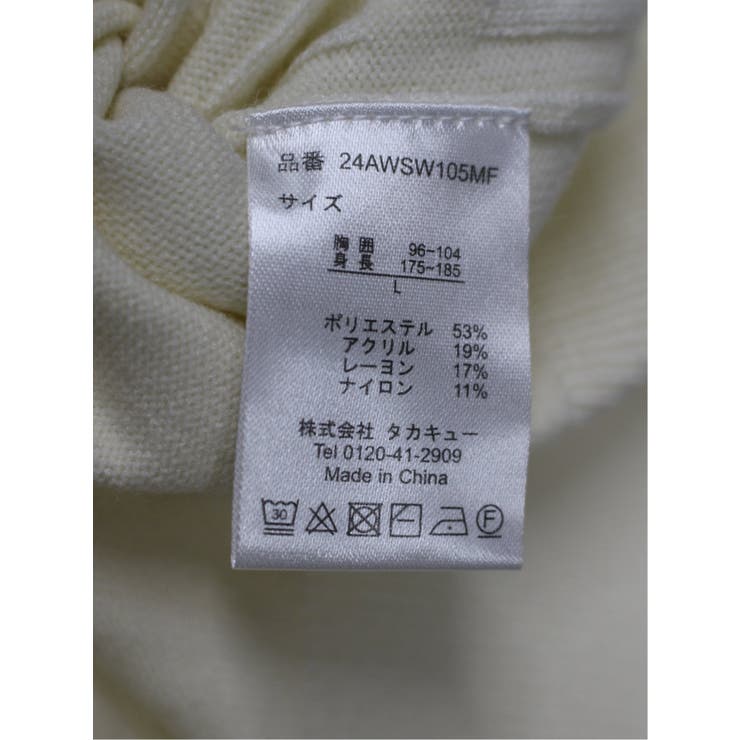 品番 24AWSW105MF
サイズ
胸囲 96~104
身長 175~185
L
ポリエステル 53%
アクリル 19%
レーヨン 17%
ナイロン 11%
株式会社 タカキュー
Tel 0120-41-2909
Made in China
30 F